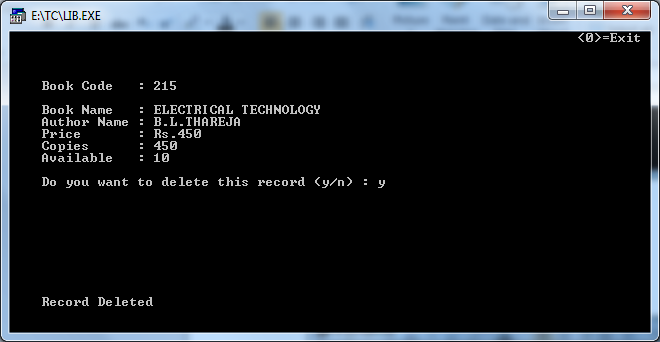 E:\TC\LIB.EXE
<0>=Exit
Book Code : 215
Book Name : ELECTRICAL TECHNOLOGY
Author Name : B.L.THAREJA
Price : Rs.450
Copies : 450
Available : 10
Do you want to delete this record (y/n) : y
Record Deleted